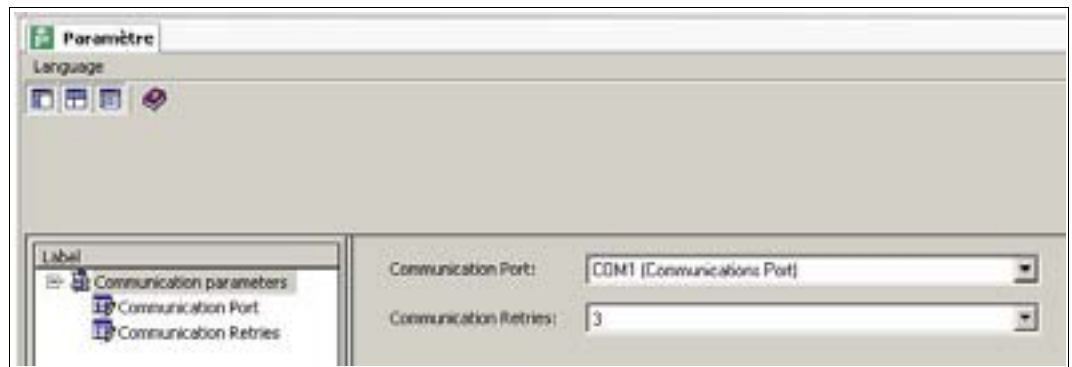 Paramètre
Language
Label
Communication parameters
Communication Port
Communication Retries
Communication Port: COM1 (Communications Port)
Communication Retries: 3